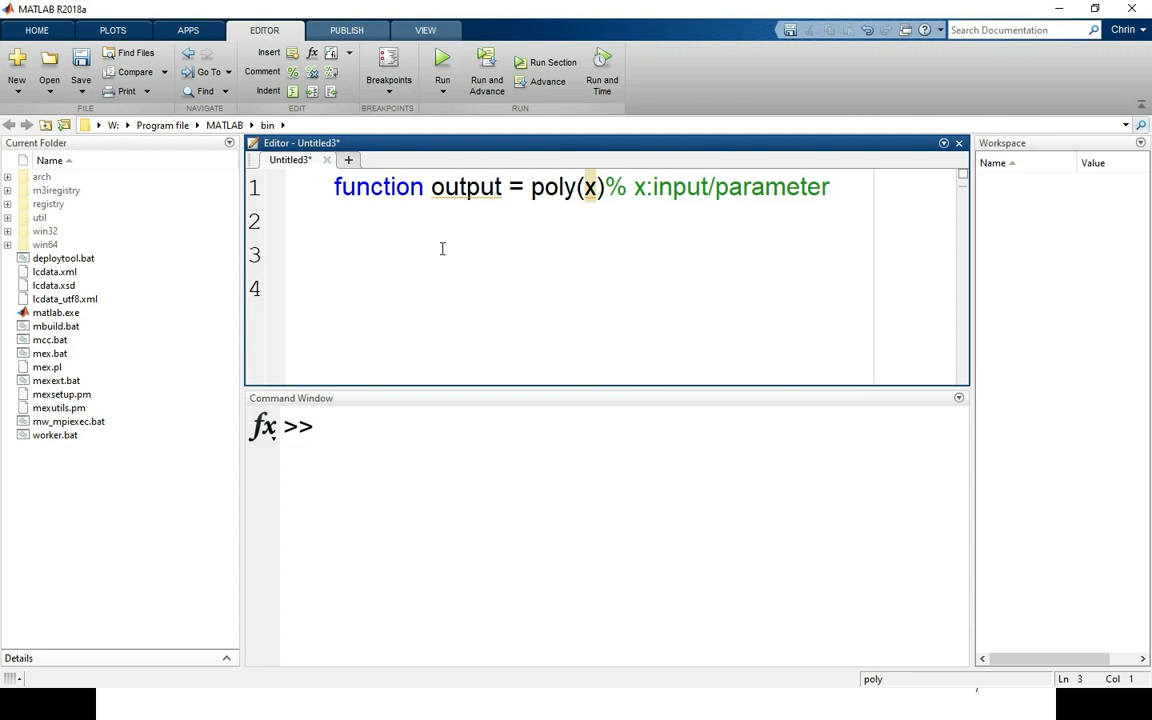 MATLAB R2018a
HOME PLOTS APPS EDITOR PUBLISH VIEW Search Documentation Chrin
New Open Save Find Files Compare Print Go To Find Insert Comment Indent Breakpoints Run Run and Advance Run Section Advance Run and Time
FILE NAVIGATE EDIT BREAKPOINTS RUN
W: Program file MATLAB bin
Current Folder
Name
arch
m3iregistry
registry
util
win32
win64
deploytool.bat
lcdata.xml
lcdata.xsd
lcdata_utf8.xml
matlab.exe
mbuild.bat
mcc.bat
mex.bat
mex.pl
mexext.bat
mexsetup.pm
mexutils.pm
mw_mpiexec.bat
worker.bat
Details
Editor - Untitled3*
Untitled3*
1 function output = poly(x)% x:input/parameter
2
3
4
Command Window
fx >>
Workspace
Name Value
poly Ln 3 Col 1